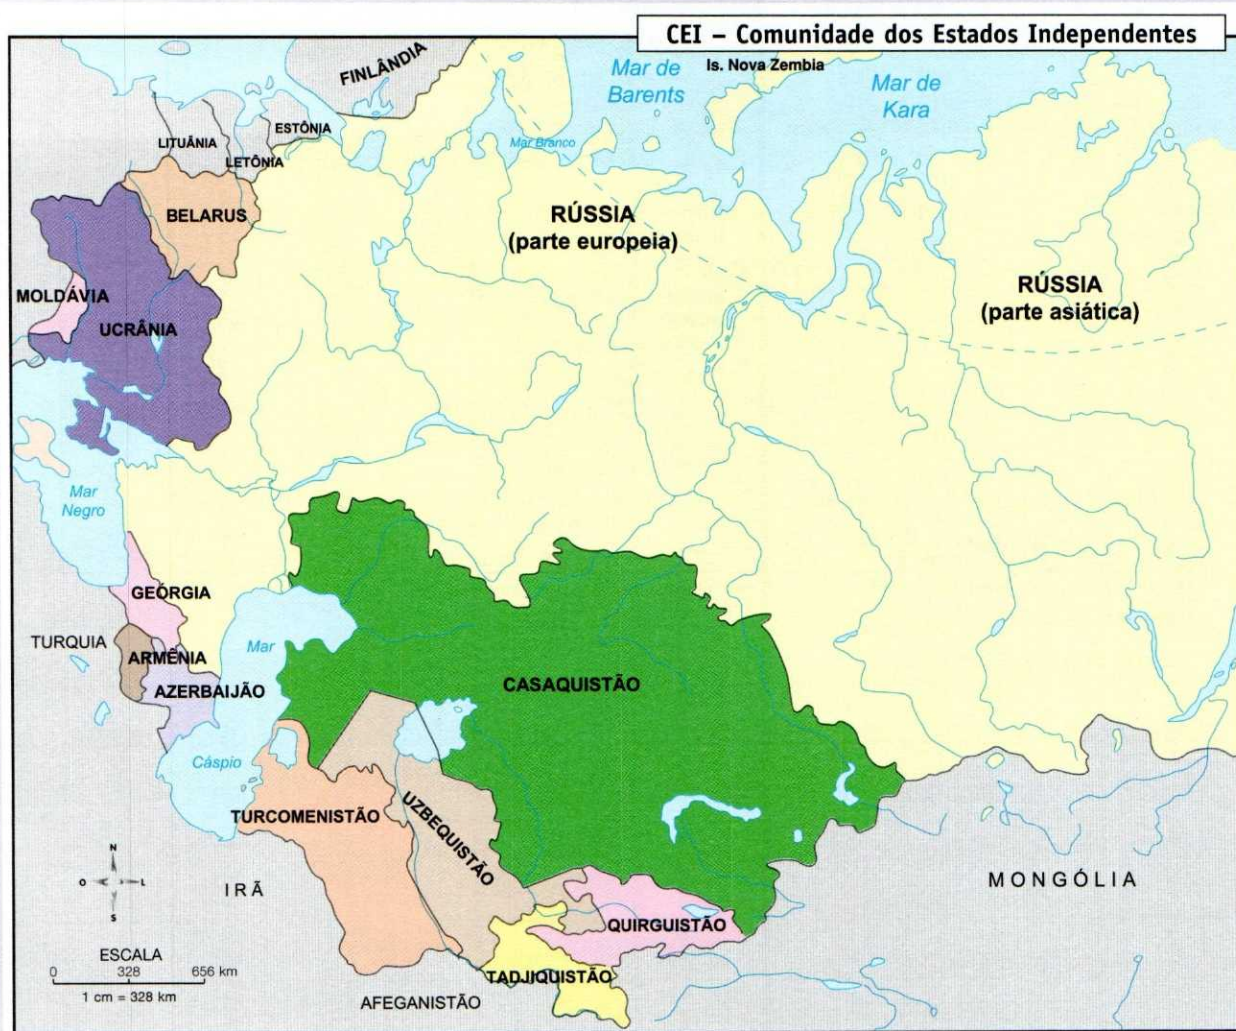 CEI – Comunidade dos Estados Independentes
FINLÂNDIA
Mar de
Barents
Is. Nova Zembia
Mar de
Kara
ESTÔNIA
LITUÂNIA
LETÔNIA
Mar Branco
BELARUS
RÚSSIA
(parte europeia)
RÚSSIA
(parte asiática)
MOLDÁVIA
UCRÂNIA
Mar
Negro
GEÓRGIA
TURQUIA
ARMÊNIA
AZERBAIJÃO
Mar
Cáspio
CASAQUISTÃO
TURCOMENISTÃO
UZBEQUISTÃO
N
O
L
S
IRÃ
MONGÓLIA
QUIRGUISTÃO
TADJIQUISTÃO
AFEGANISTÃO
ESCALA
0 328 656 km
1 cm = 328 km